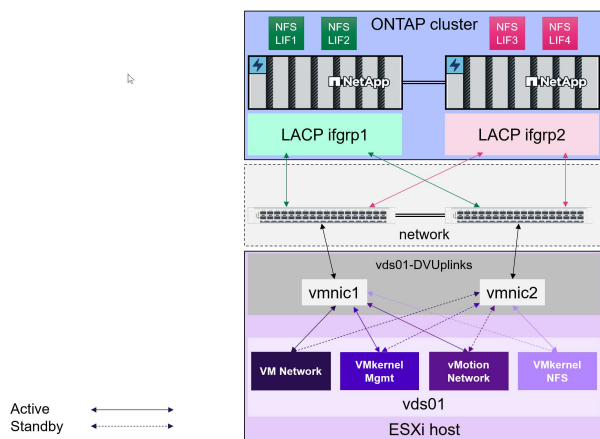 ONTAP cluster
NFS
LIF1
NFS
LIF2
NFS
LIF3
NFS
LIF4
NetApp
NetApp
LACP ifgrp1
LACP ifgrp2
network
vds01-DVUplinks
vmnic1
vmnic2
VM Network
VMkernel
Mgmt
vMotion
Network
VMkernel
NFS
vds01
ESXi host
Active
Standby